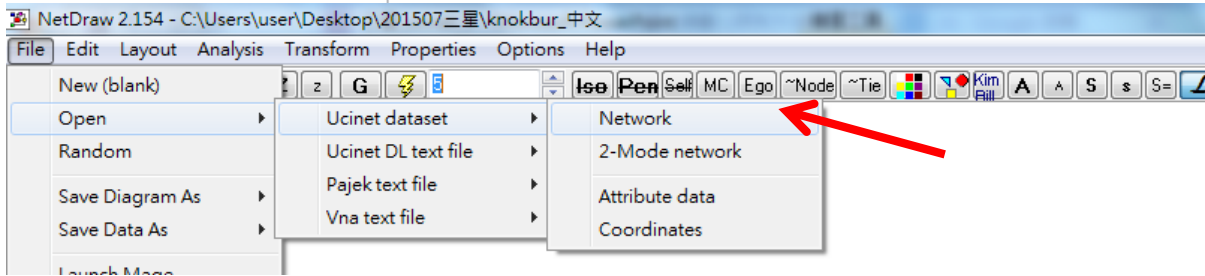 NetDraw 2.154 - C:\Users\user\Desktop\201507三星\knokbur_中文
File Edit Layout Analysis Transform Properties Options Help
z G 5 Iso Pen Self MC Ego ~Node ~Tie Kim Rill A A S s S=
New (blank)
Open Ucinet dataset Network
Random Ucinet DL text file 2-Mode network
Save Diagram As Pajek text file Attribute data
Save Data As Vna text file Coordinates
Launch Mage